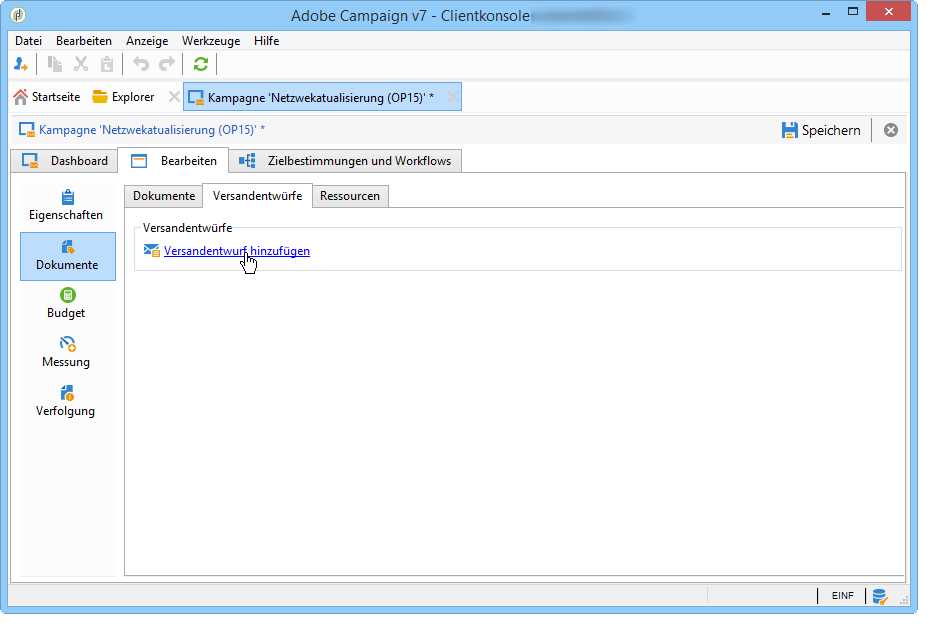 Adobe Campaign v7 - Clientkonsole
Datei Bearbeiten Anzeige Werkzeuge Hilfe
Startseite Explorer Kampagne 'Netzwekatualisierung (OP15)' *
Kampagne 'Netzwekatualisierung (OP15)' * Speichern
Dashboard Bearbeiten Zielbestimmungen und Workflows
Eigenschaften
Dokumente
Budget
Messung
Verfolgung
Dokumente Versandentwürfe Ressourcen
Versandentwürfe
Versandentwurf hinzufügen
EINF